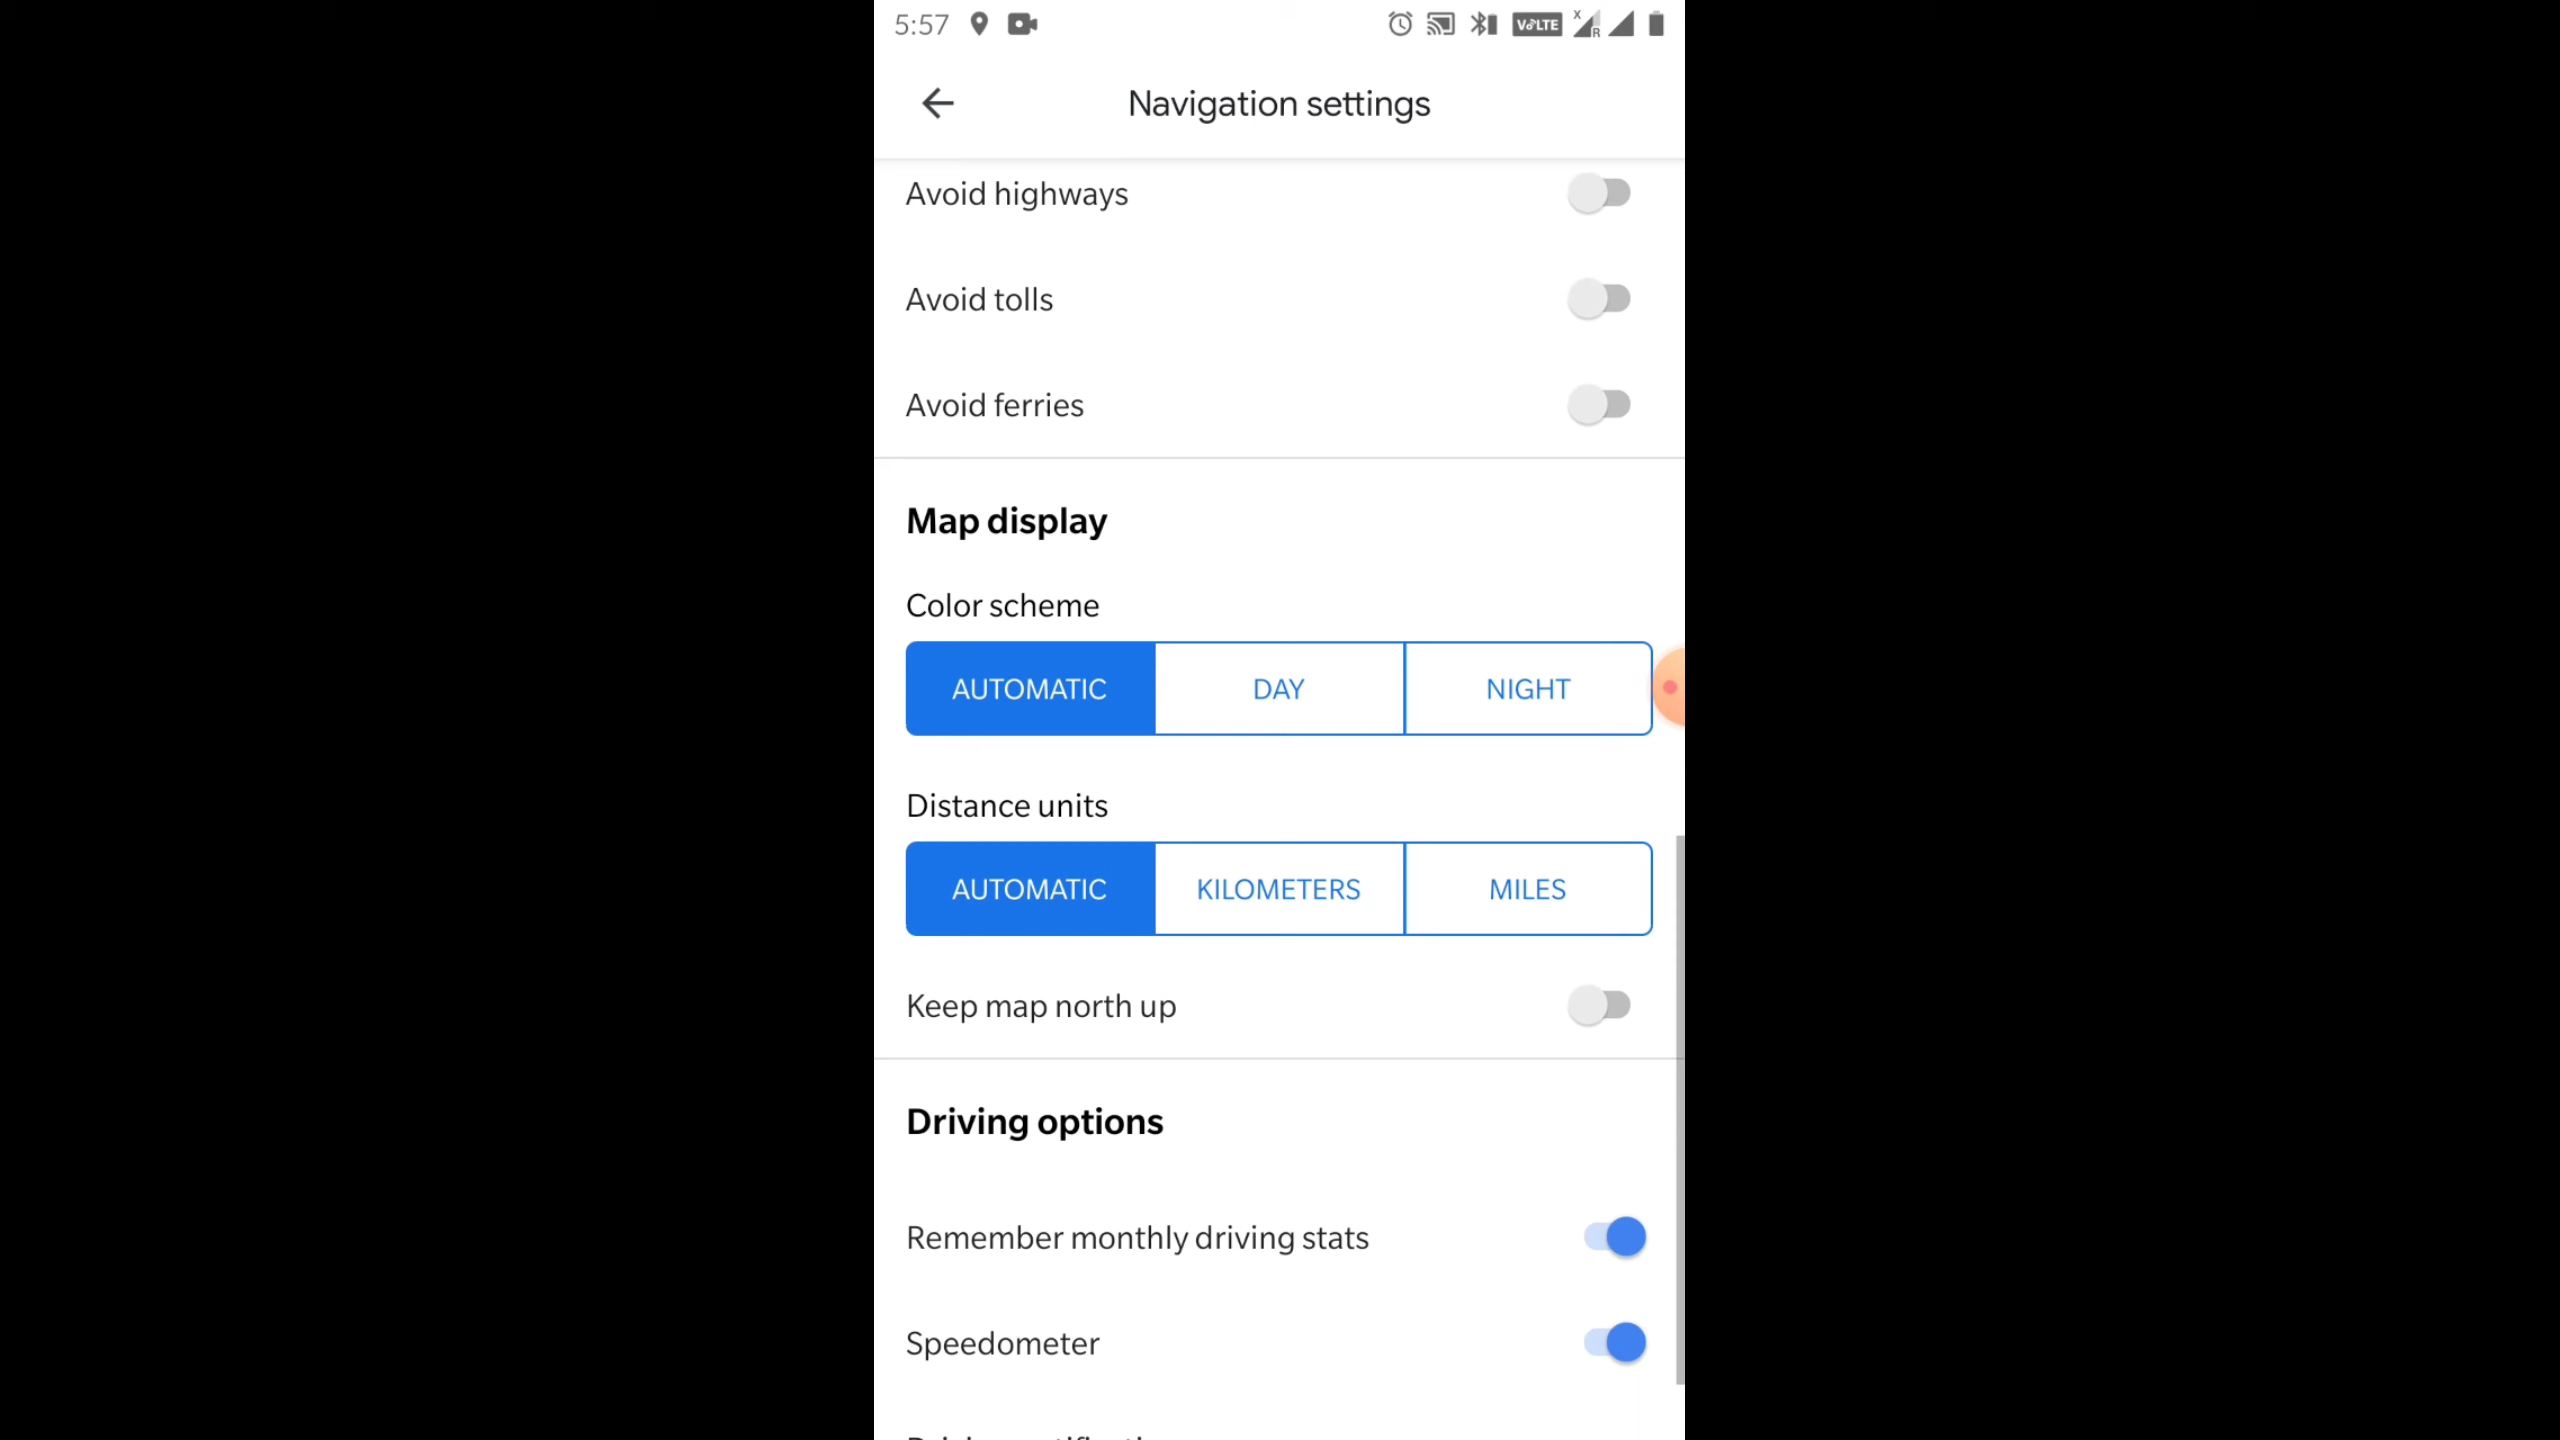 5:57
VoLTE
X
R
Navigation settings
Avoid highways
Avoid tolls
Avoid ferries
Map display
Color scheme
AUTOMATIC DAY NIGHT
Distance units
AUTOMATIC KILOMETERS MILES
Keep map north up
Driving options
Remember monthly driving stats
Speedometer